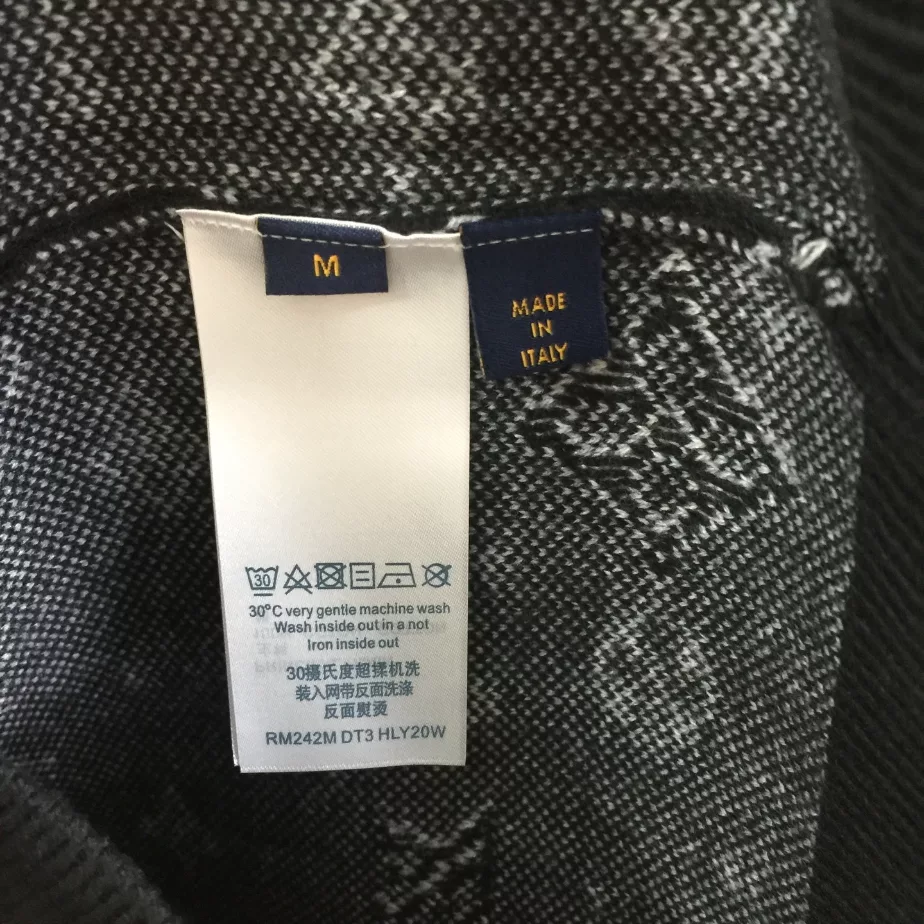 M
MADE
IN
ITALY
30
30°C very gentie machine wash
Wash inside out in a not
Iron inside out
30摄氏度超揉机洗
装入网带反面洗涤
反面熨烫
RM242M DT3 HLY20W